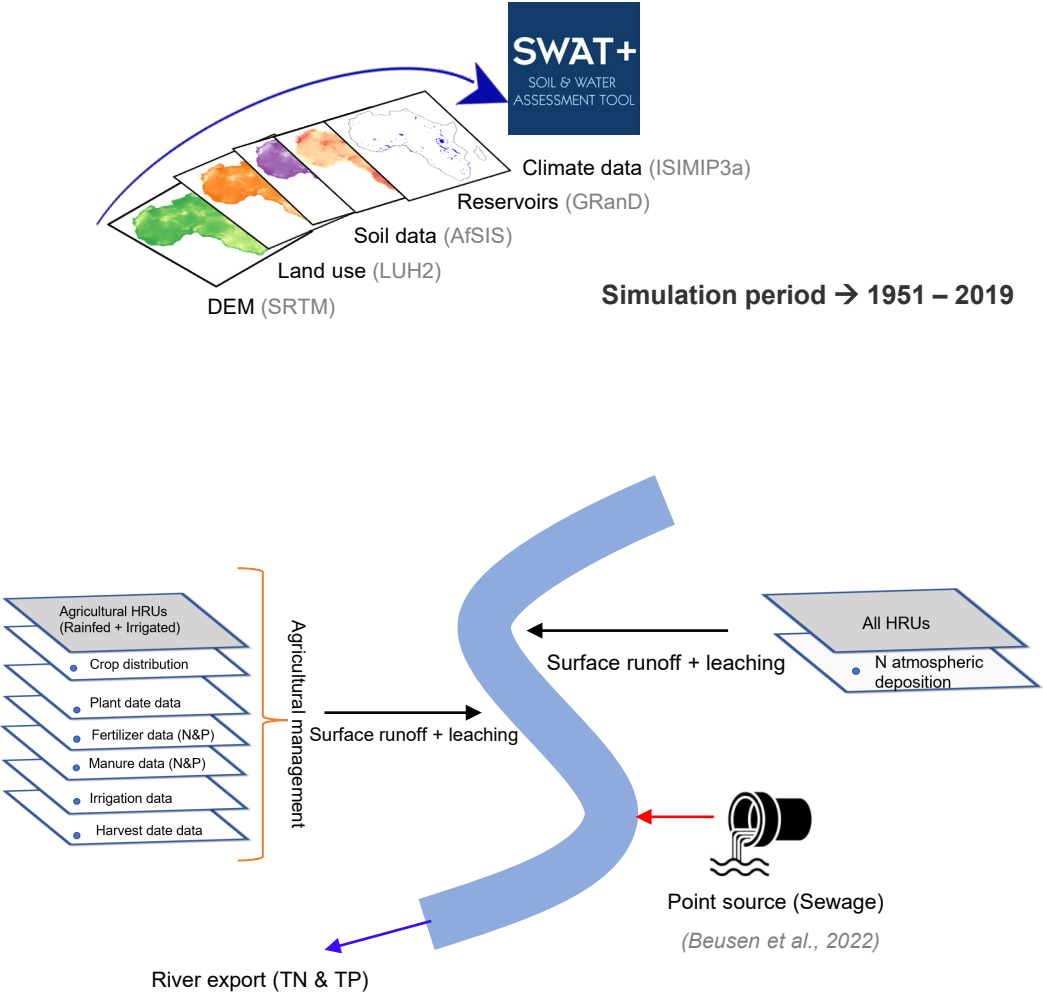 SWAT+
SOIL & WATER
ASSESSMENT TOOL
Climate data (ISIMIP3a)
Reservoirs (GRanD)
Soil data (AfSIS)
Land use (LUH2)
DEM (SRTM)
Simulation period → 1951 – 2019
Agricultural HRUs
(Rainfed + Irrigated)
Crop distribution
Plant date data
Fertilizer data (N&P)
Manure data (N&P)
Irrigation data
Harvest date data
Agricultural management
Surface runoff + leaching
Surface runoff + leaching
All HRUs
N atmospheric
deposition
Point source (Sewage)
(Beusen et al., 2022)
River export (TN & TP)